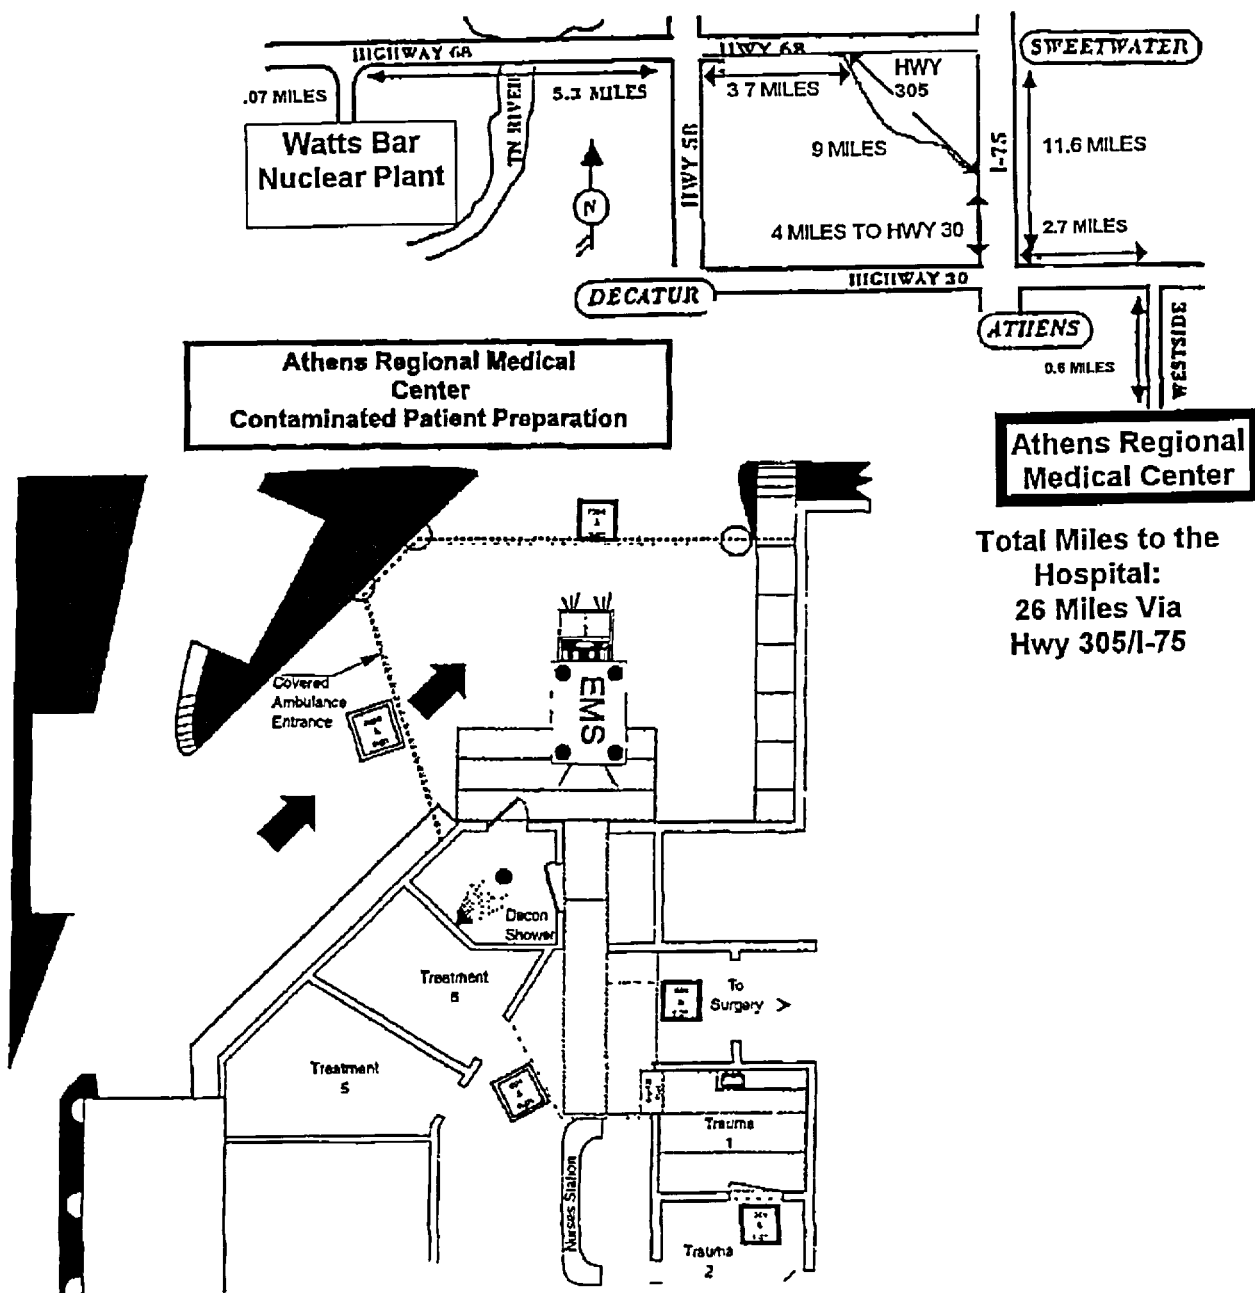 HIGHWAY 68
HWY 68
SWEETWATER
HWY
305
.07 MILES
5.3 MILES
3 7 MILES
Watts Bar
Nuclear Plant
TN RIVER
HWY 58
9 MILES
I-75
11.6 MILES
N
4 MILES TO HWY 30
2.7 MILES
HIGHWAY 30
DECATUR
ATHENS
0.6 MILES
WESTSIDE
Athens Regional Medical
Center
Contaminated Patient Preparation
Athens Regional
Medical Center
Total Miles to the
Hospital:
26 Miles Via
Hwy 305/I-75
Covered
Ambulance
Entrance
EMS
Decon
Shower
Treatment
6
To
Surgery >
Treatment
5
Trauma
1
Nurses Station
Trauma
2